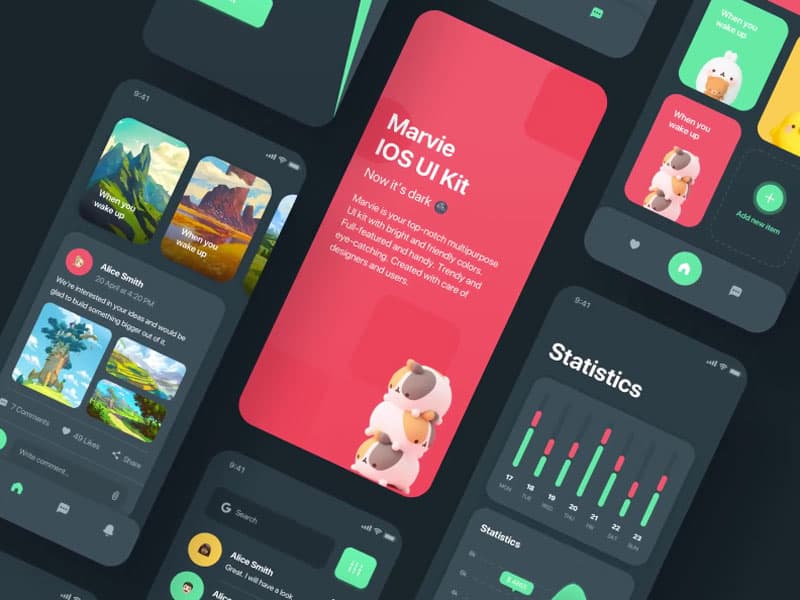 When you
wake up
When you
wake up
Add new item
9:41
When you
wake up
When you
wake up
Alice Smith
20 April at 4:20 PM
We're interested in your ideas and would be
glad to build something bigger out of it.
7 Comments
49 Likes
Share
Write comment...
Marvie
IOS UI Kit
Now it's dark
Marvie is your top-notch multipurpose
UI kit with bright and friendly colors.
Full-featured and handy. Trendy and
eye-catching. Created with care of
designers and users.
9:41
Statistics
17 18 19 20 21 22 23
MON TUE WED THU FRI SAT SUN
Statistics
8k
6k
4k
9:41
G Search
Alice Smith
Great. I will have a look